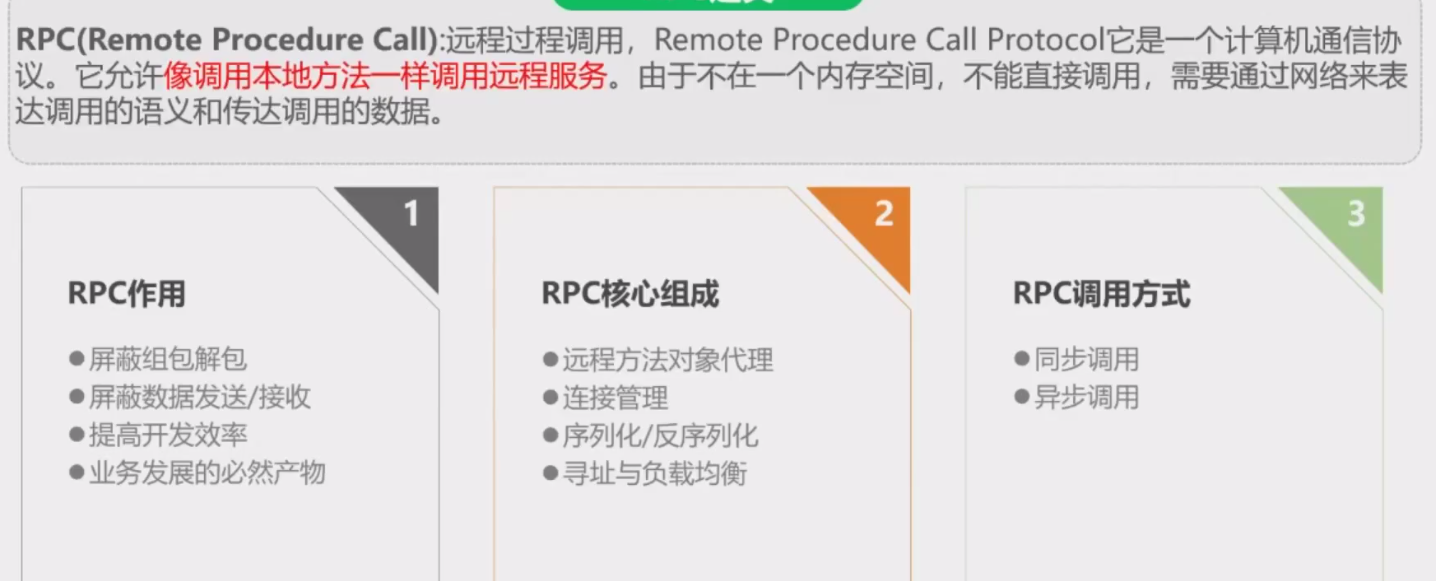 RPC(Remote Procedure Call):远程过程调用，Remote Procedure Call Protocol它是一个计算机通信协
议。它允许像调用本地方法一样调用远程服务。由于不在一个内存空间，不能直接调用，需要通过网络来表
达调用的语义和传达调用的数据。
1
RPC作用
●屏蔽组包解包
●屏蔽数据发送/接收
●提高开发效率
●业务发展的必然产物
2
RPC核心组成
●远程方法对象代理
●连接管理
●序列化/反序列化
●寻址与负载均衡
3
RPC调用方式
●同步调用
●异步调用